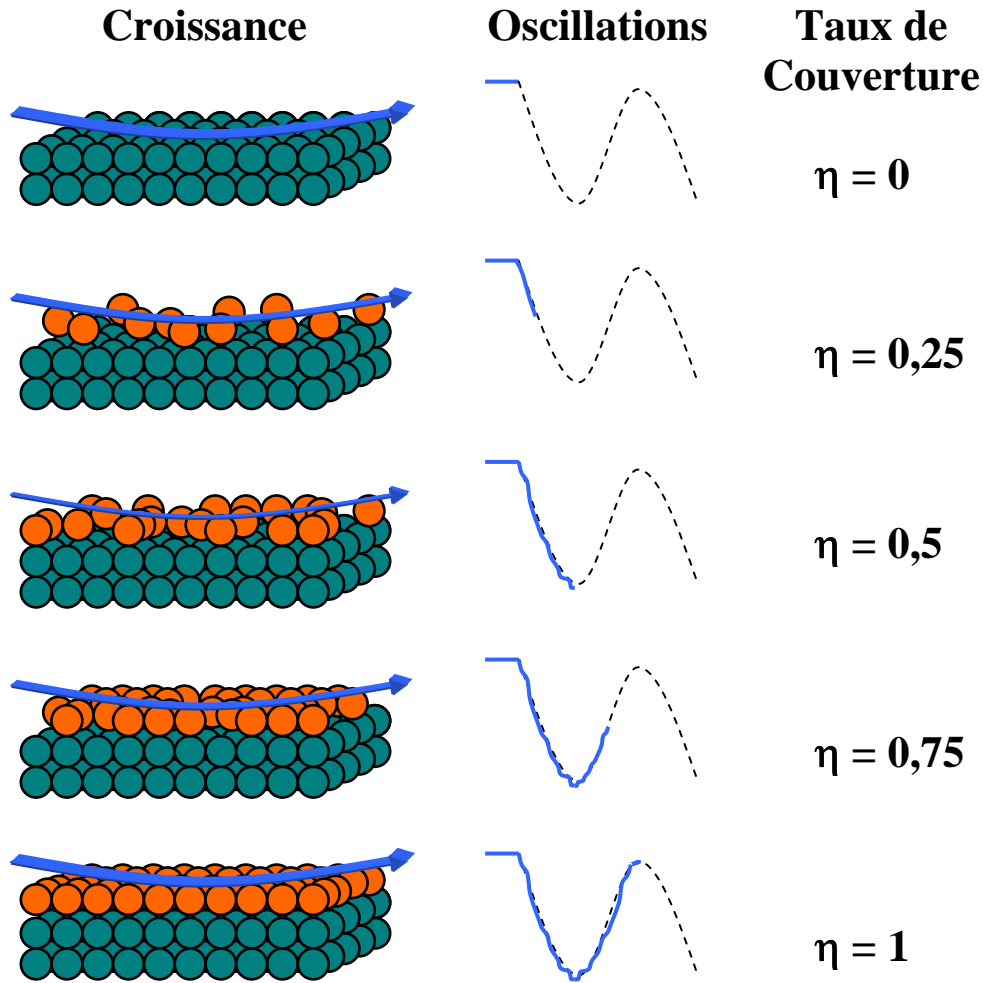 Croissance
Oscillations
Taux de
Couverture
η = 0
η = 0,25
η = 0,5
η = 0,75
η = 1